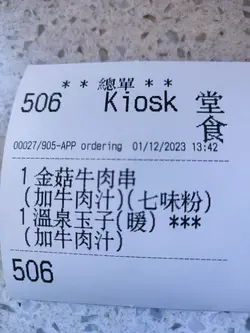 ** 總單 **
506 Kiosk 堂食
00027/905-APP ordering 01/12/2023 13:42
1 金菇牛肉串
(加牛肉汁)(七味粉)
1 溫泉玉子(暖) ***
(加牛肉汁)
506